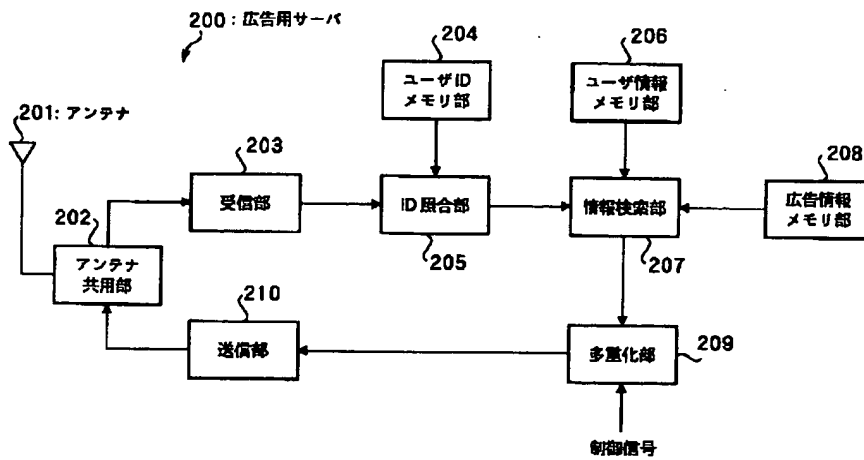 200：広告用サーバ
204
ユーザID
メモリ部
206
ユーザ情報
メモリ部
201：アンテナ
203
受信部
ID照合部
205
情報検索部
207
208
広告情報
メモリ部
202
アンテナ
共用部
210
送信部
多重化部
209
制御信号